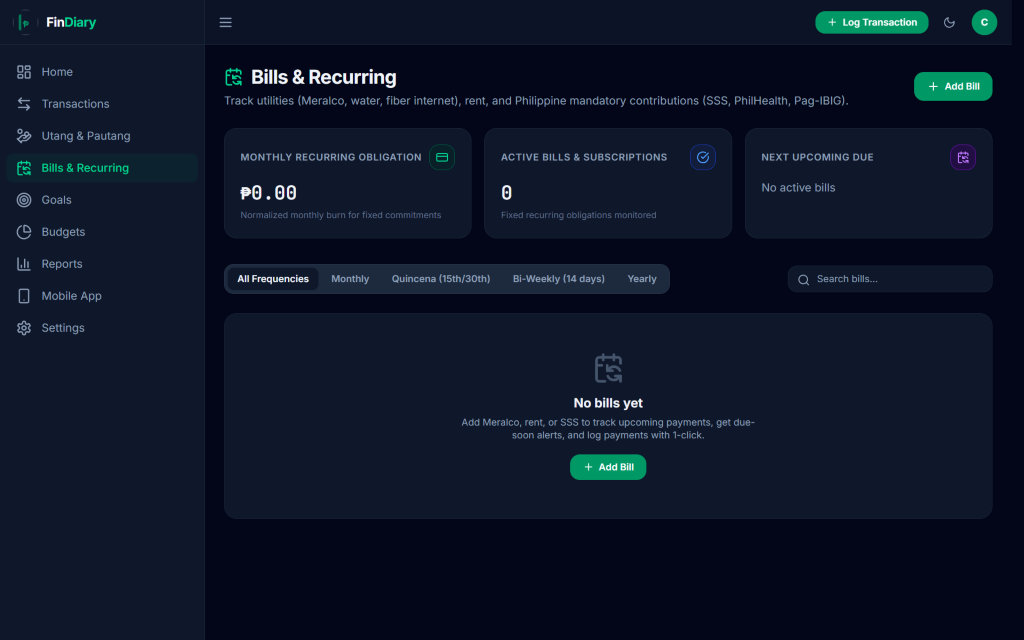 FinDiary
Log Transaction
C
Home
Transactions
Utang & Pautang
Bills & Recurring
Goals
Budgets
Reports
Mobile App
Settings
Bills & Recurring
Track utilities (Meralco, water, fiber internet), rent, and Philippine mandatory contributions (SSS, PhilHealth, Pag-IBIG).
Add Bill
MONTHLY RECURRING OBLIGATION
₱0.00
Normalized monthly burn for fixed commitments
ACTIVE BILLS & SUBSCRIPTIONS
0
Fixed recurring obligations monitored
NEXT UPCOMING DUE
No active bills
All Frequencies
Monthly
Quincena (15th/30th)
Bi-Weekly (14 days)
Yearly
Search bills...
No bills yet
Add Meralco, rent, or SSS to track upcoming payments, get due-
soon alerts, and log payments with 1-click.
Add Bill